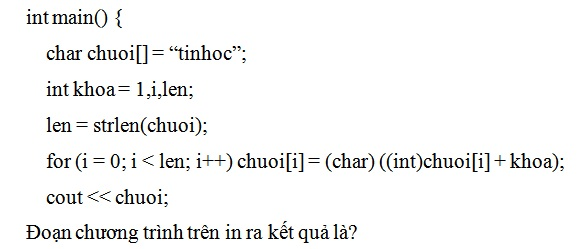 int main() {
char chuoi[] = “tinhoc”;
int khoa = 1,i,len;
len = strlen(chuoi);
for (i = 0; i < len; i++) chuoi[i] = (char) ((int)chuoi[i] + khoa);
cout << chuoi;
Đoạn chương trình trên in ra kết quả là?